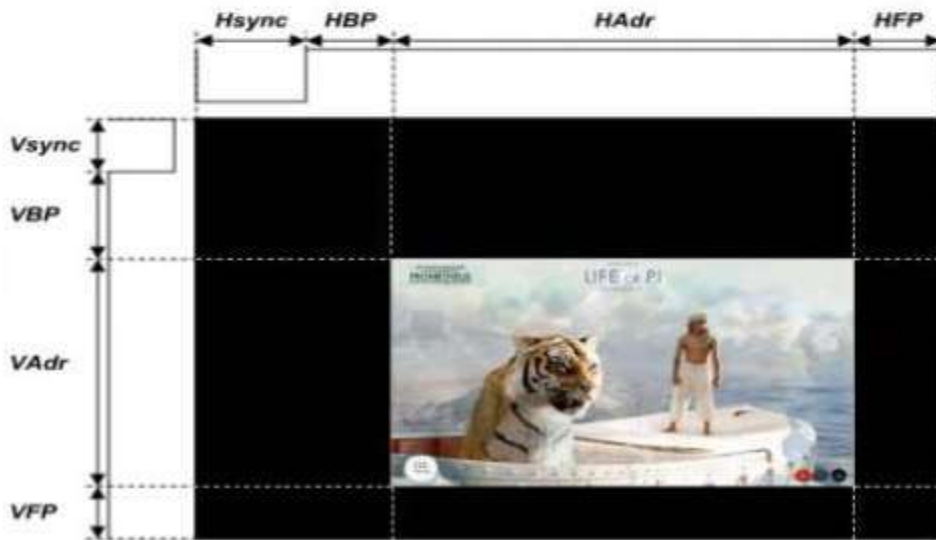 Hsync HBP HAdr HFP
Vsync
VBP
LIFE OF PI
VAdr
VFP